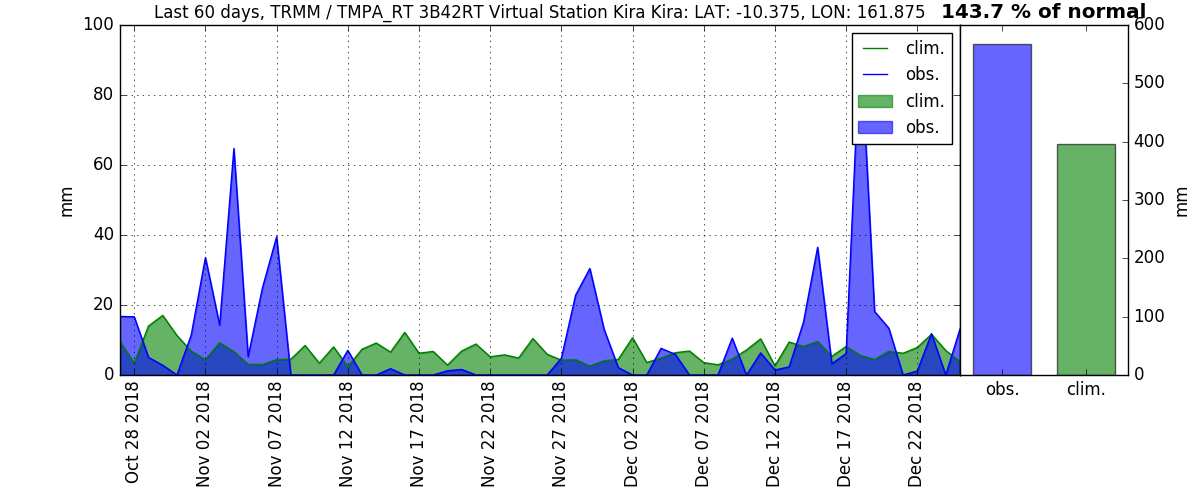 Last 60 days, TRMM / TMPA_RT 3B42RT Virtual Station Kira Kira: LAT: -10.375, LON: 161.875
143.7 % of normal
100
80
60
40
20
0
mm
clim.
obs.
clim.
obs.
600
500
400
300
200
100
0
mm
Oct 28 2018
Nov 02 2018
Nov 07 2018
Nov 12 2018
Nov 17 2018
Nov 22 2018
Nov 27 2018
Dec 02 2018
Dec 07 2018
Dec 12 2018
Dec 17 2018
Dec 22 2018
obs.
clim.